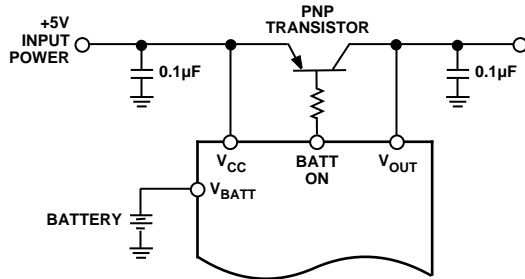 PNP
TRANSISTOR
+5V
INPUT
POWER
0.1µF
0.1µF
VCC
BATT
ON
VOUT
VBATT
BATTERY